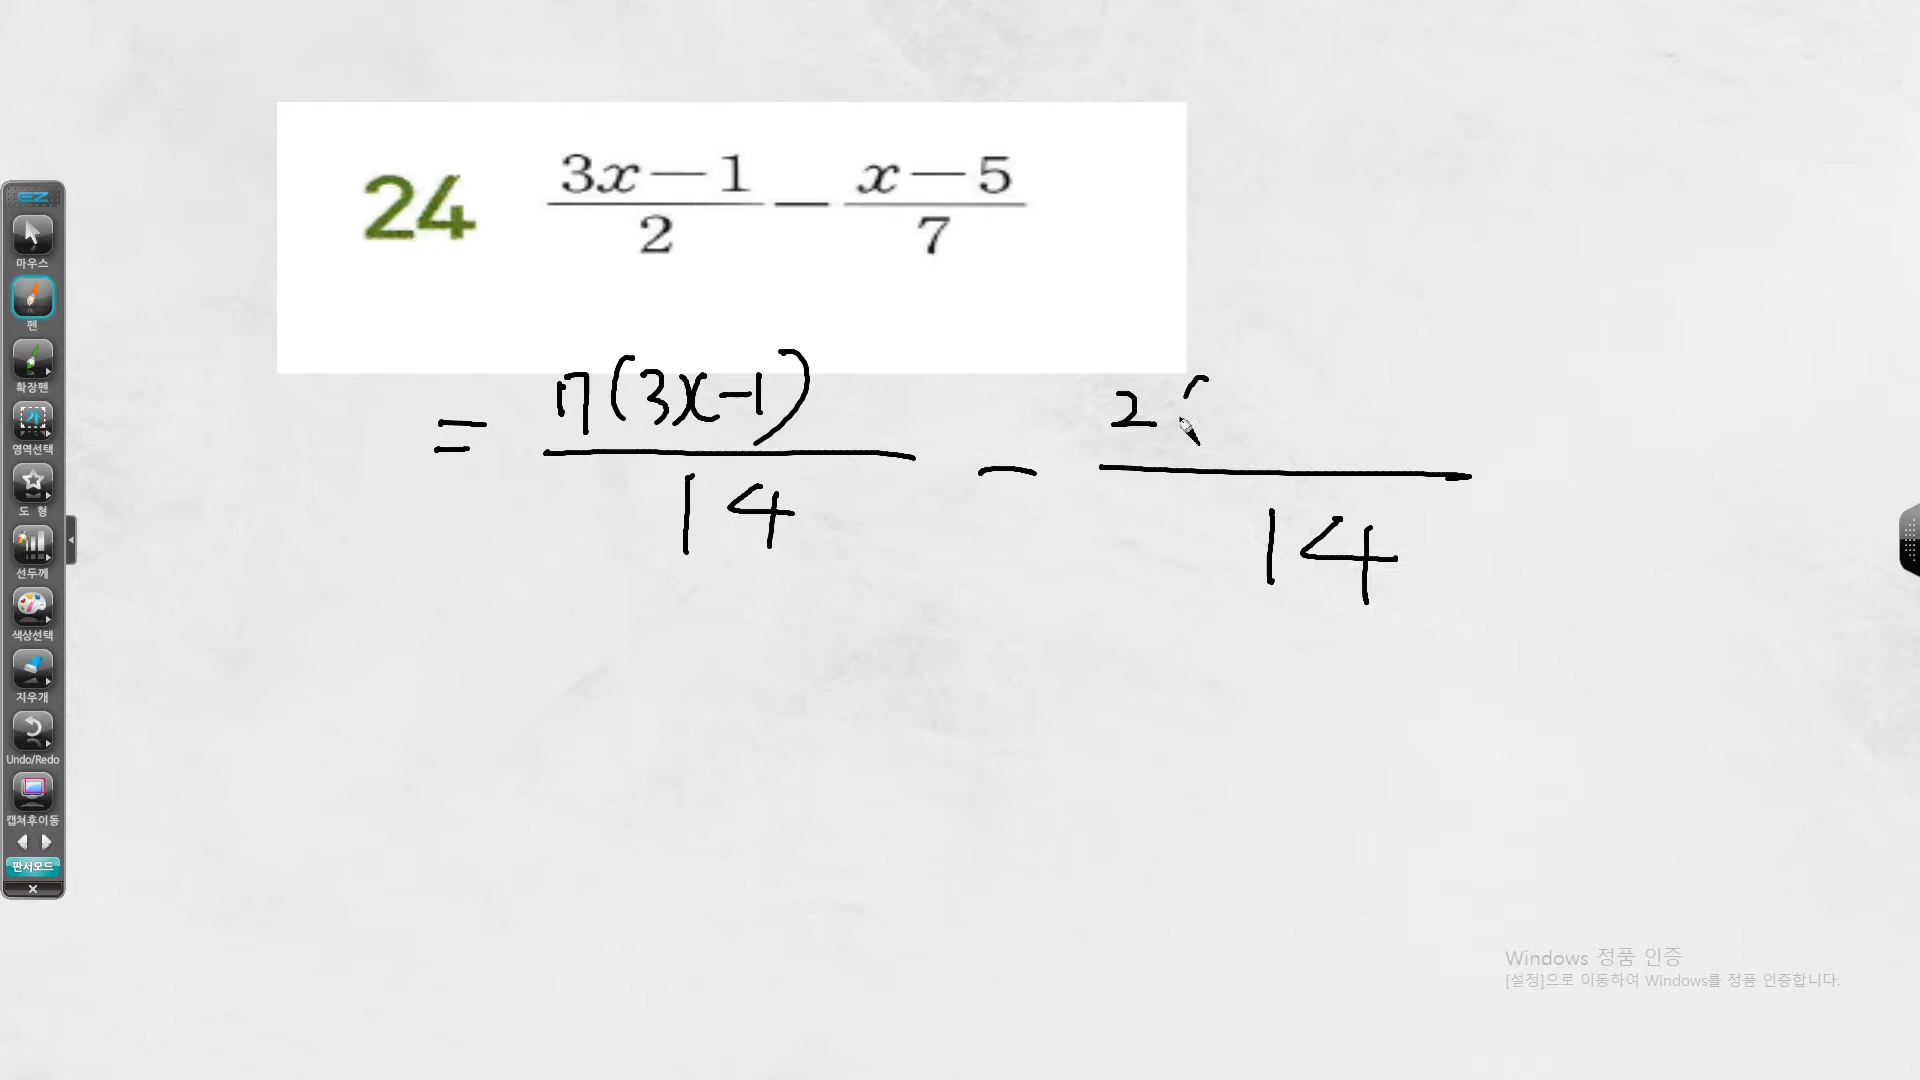 EZ
마우스
펜
확장펜
영역선택
도 형
선두께
색상선택
지우개
Undo/Redo
캡쳐후이동
판서모드
24 (3x-1)/2 - (x-5)/7
= 7(3x-1)/14 - 2(/14
Windows 정품 인증
[설정]으로 이동하여 Windows를 정품 인증합니다.